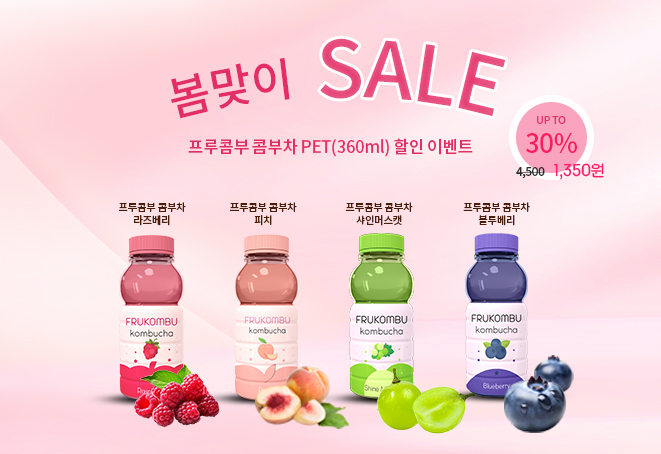 봄맞이 SALE
프루콤부 콤부차 PET(360ml) 할인 이벤트
UP TO
30%
4,500 1,350원
프루콤부 콤부차
라즈베리
프루콤부 콤부차
피치
프루콤부 콤부차
샤인머스캣
프루콤부 콤부차
블루베리
FRUKOMBU
kombucha
FRUKOMBU
kombucha
FRUKOMBU
kombucha
Shine
FRUKOMBU
kombucha
Blueberry